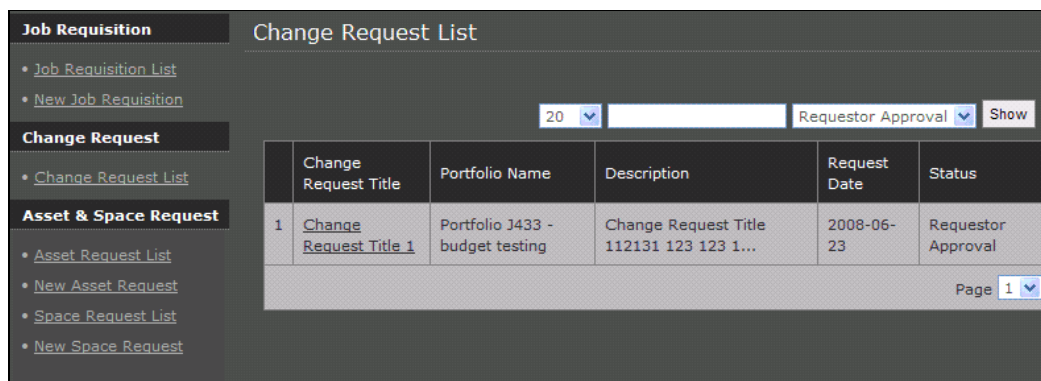 Job Requisition
• Job Requisition List
• New Job Requisition
Change Request
• Change Request List
Asset & Space Request
• Asset Request List
• New Asset Request
• Space Request List
• New Space Request
Change Request List
20 Requestor Approval Show
Change
Request Title
Portfolio Name
Description
Request
Date
Status
1
Change
Request Title 1
Portfolio J433 -
budget testing
Change Request Title
112131 123 123 1...
2008-06-
23
Requestor
Approval
Page 1